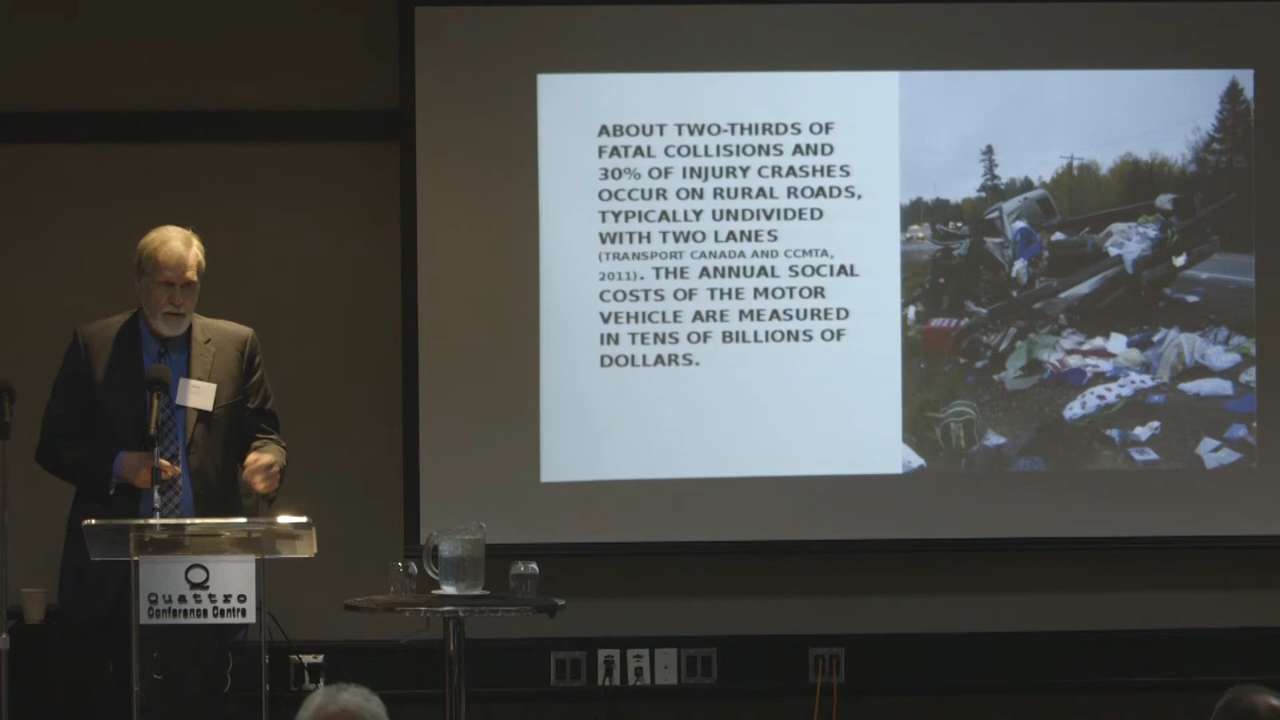 ABOUT TWO-THIRDS OF
FATAL COLLISIONS AND
30% OF INJURY CRASHES
OCCUR ON RURAL ROADS,
TYPICALLY UNDIVIDED
WITH TWO LANES
(TRANSPORT CANADA AND CCMTA,
2011). THE ANNUAL SOCIAL
COSTS OF THE MOTOR
VEHICLE ARE MEASURED
IN TENS OF BILLIONS OF
DOLLARS.
Q
Quattro
Conference Centre